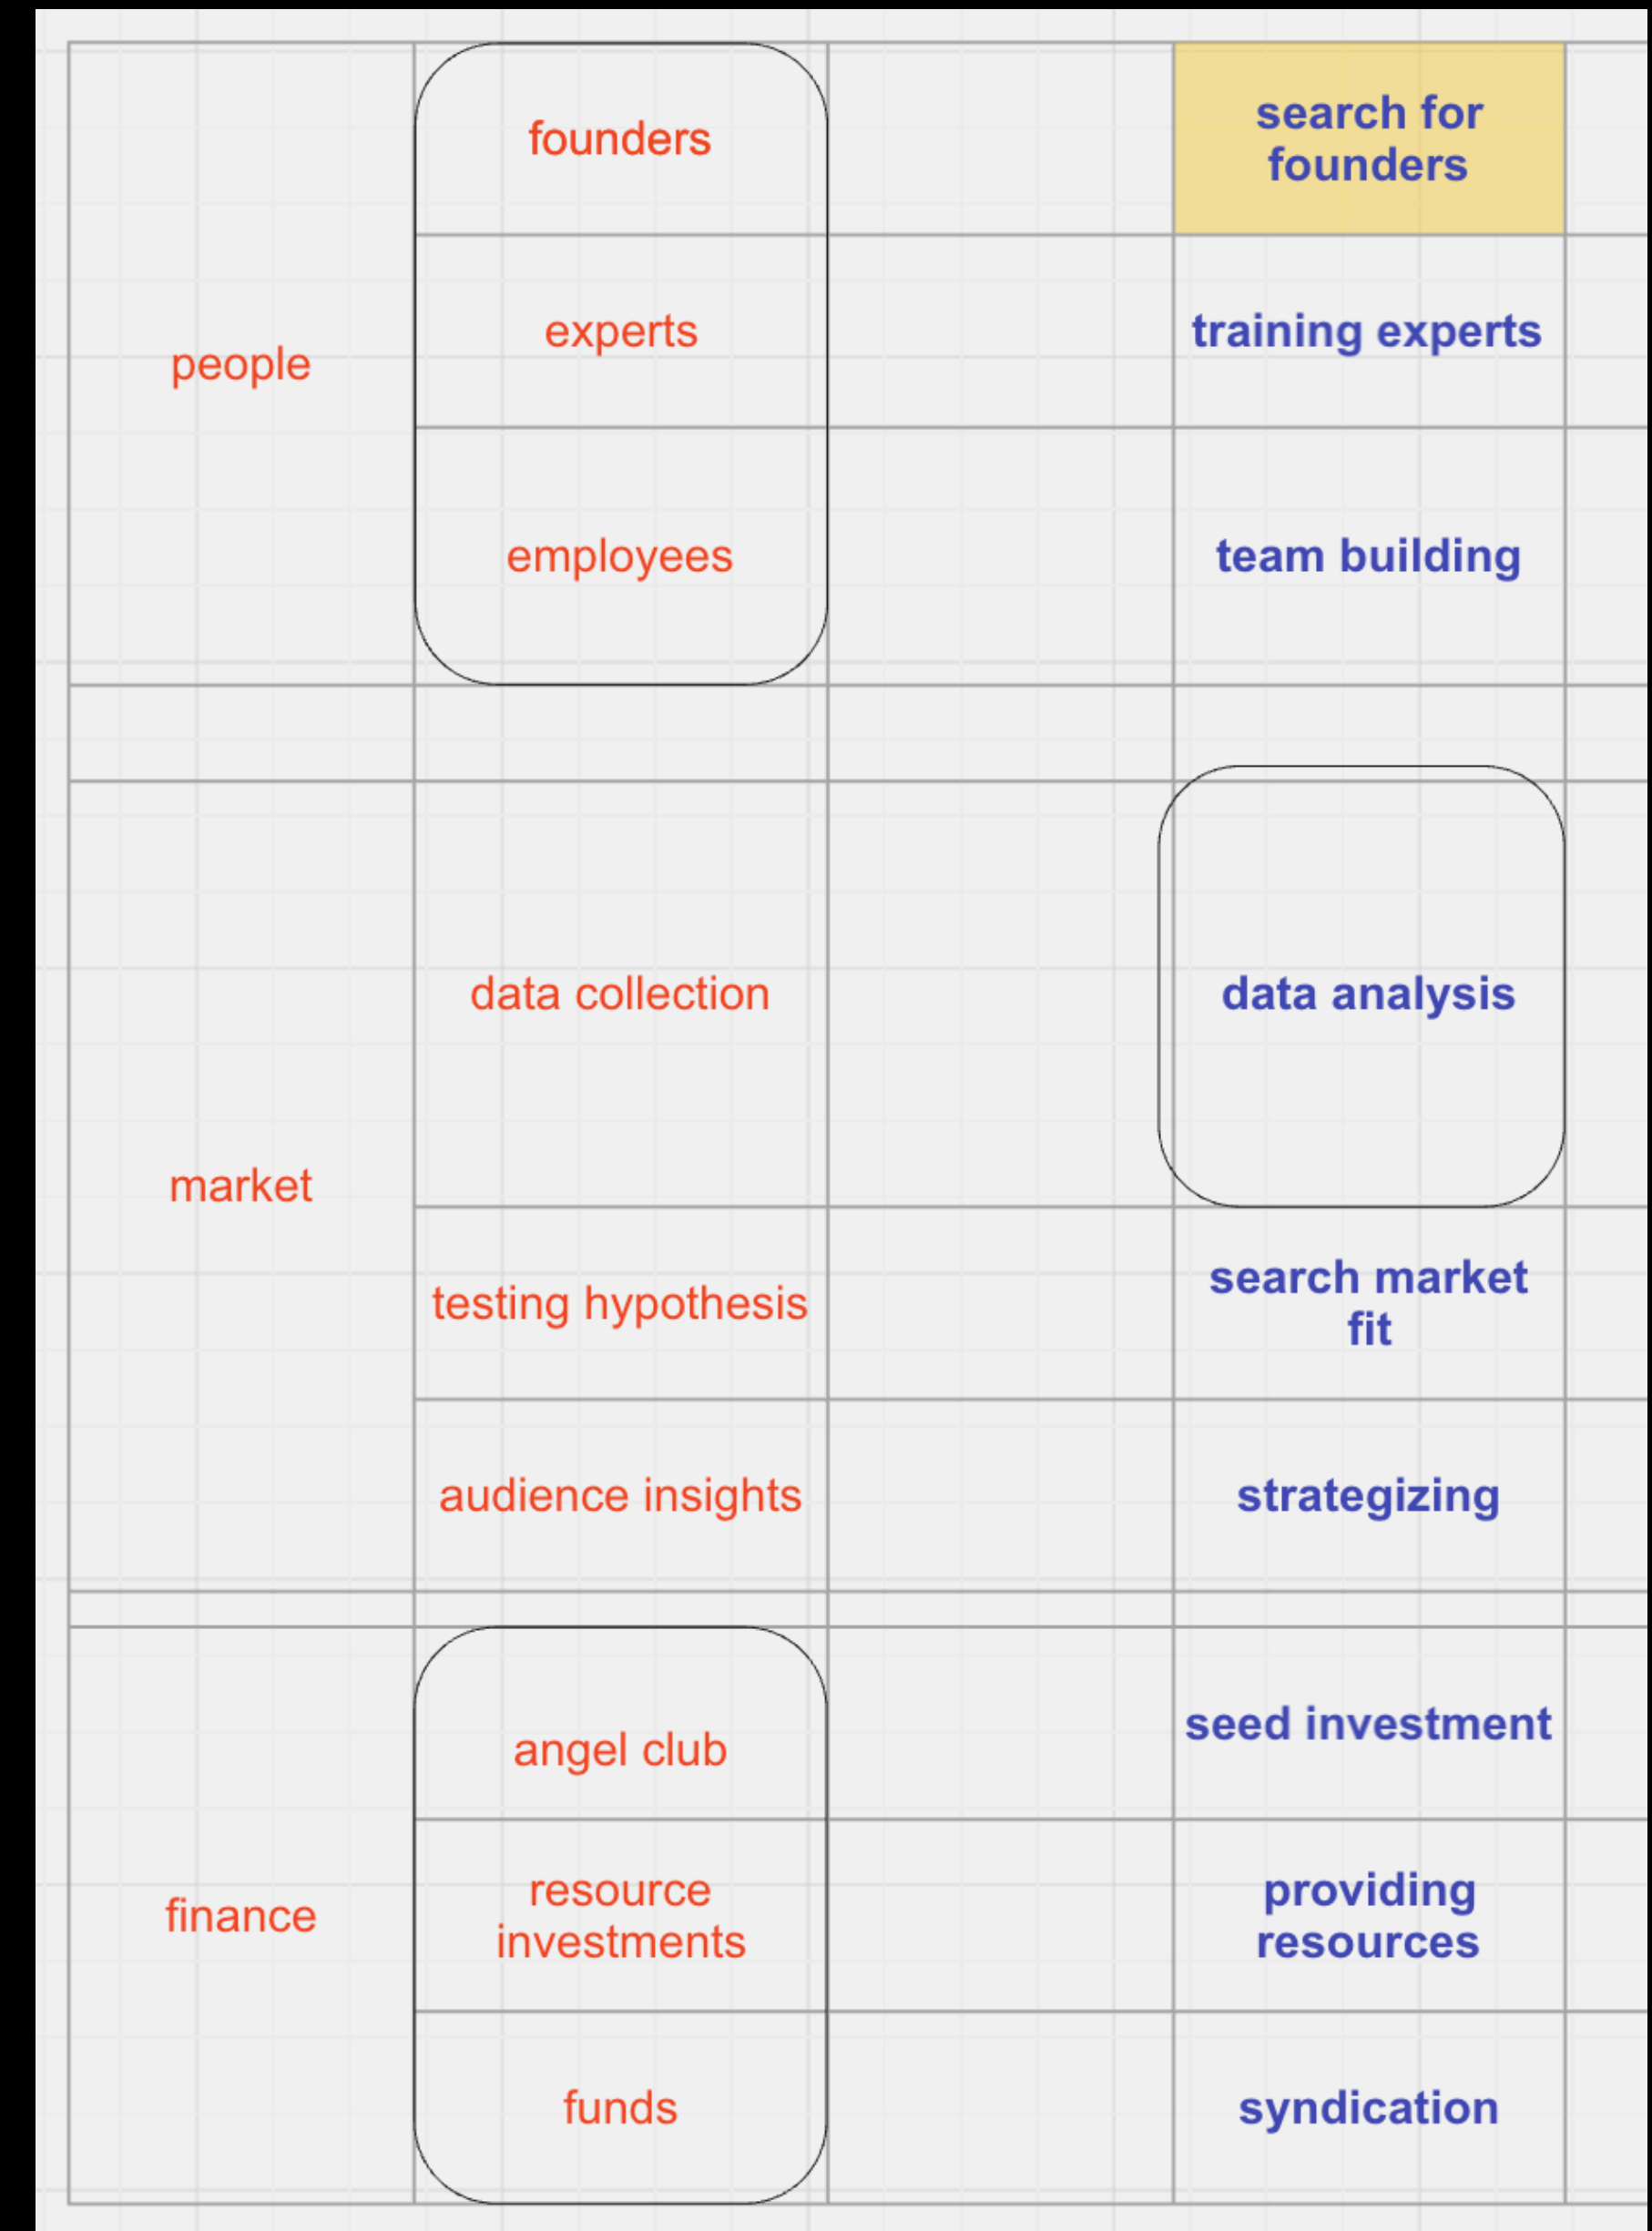 people
founders
search for
founders
experts
training experts
employees
team building
market
data collection
data analysis
testing hypothesis
search market
fit
audience insights
strategizing
finance
angel club
seed investment
resource
investments
providing
resources
funds
syndication